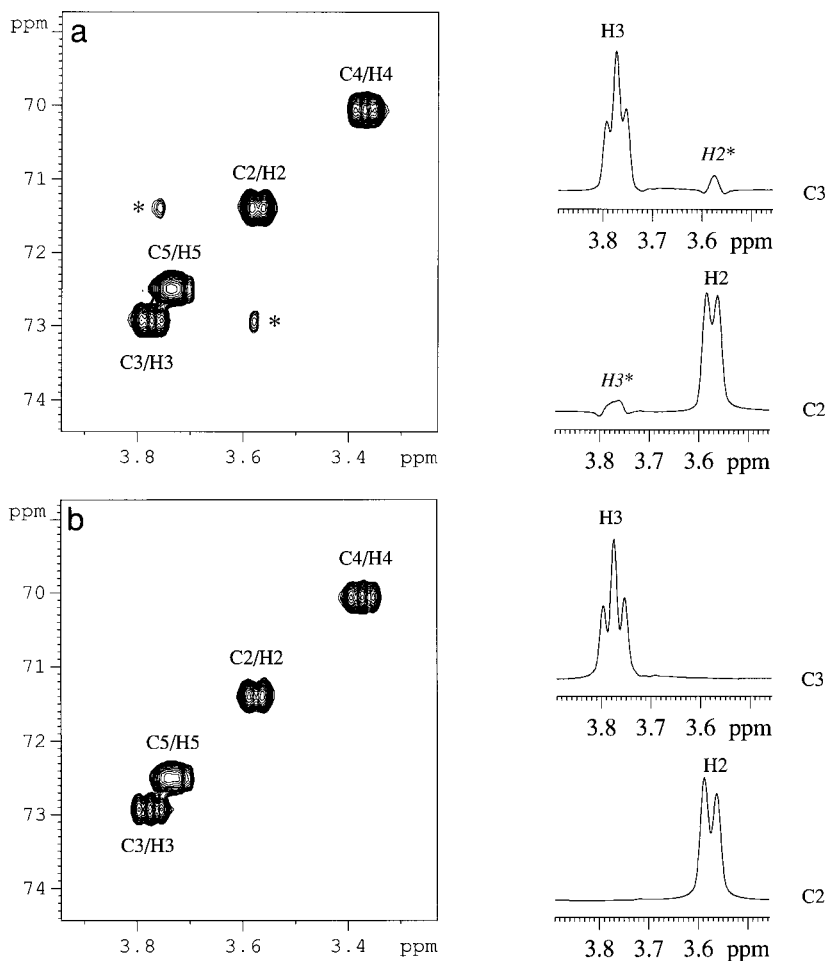 ppm
a
C4/H4
70
C2/H2
71
*
C5/H5
72
*
73
C3/H3
74
3.8
3.6
3.4
ppm
H3
H2*
C3
3.8
3.7
3.6
ppm
H2
H3*
C2
3.8
3.7
3.6
ppm
ppm
b
C4/H4
70
C2/H2
71
C5/H5
72
73
C3/H3
74
3.8
3.6
3.4
ppm
H3
C3
3.8
3.7
3.6
ppm
H2
C2
3.8
3.7
3.6
ppm